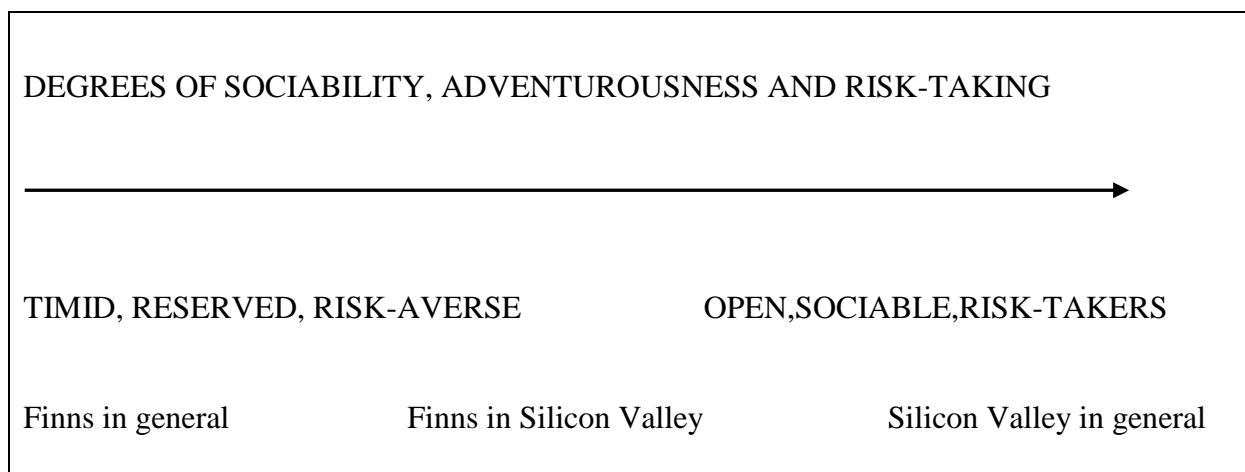 DEGREES OF SOCIABILITY, ADVENTUROUSNESS AND RISK-TAKING
TIMID, RESERVED, RISK-AVERSE OPEN,SOCIABLE,RISK-TAKERS
Finns in general Finns in Silicon Valley Silicon Valley in general